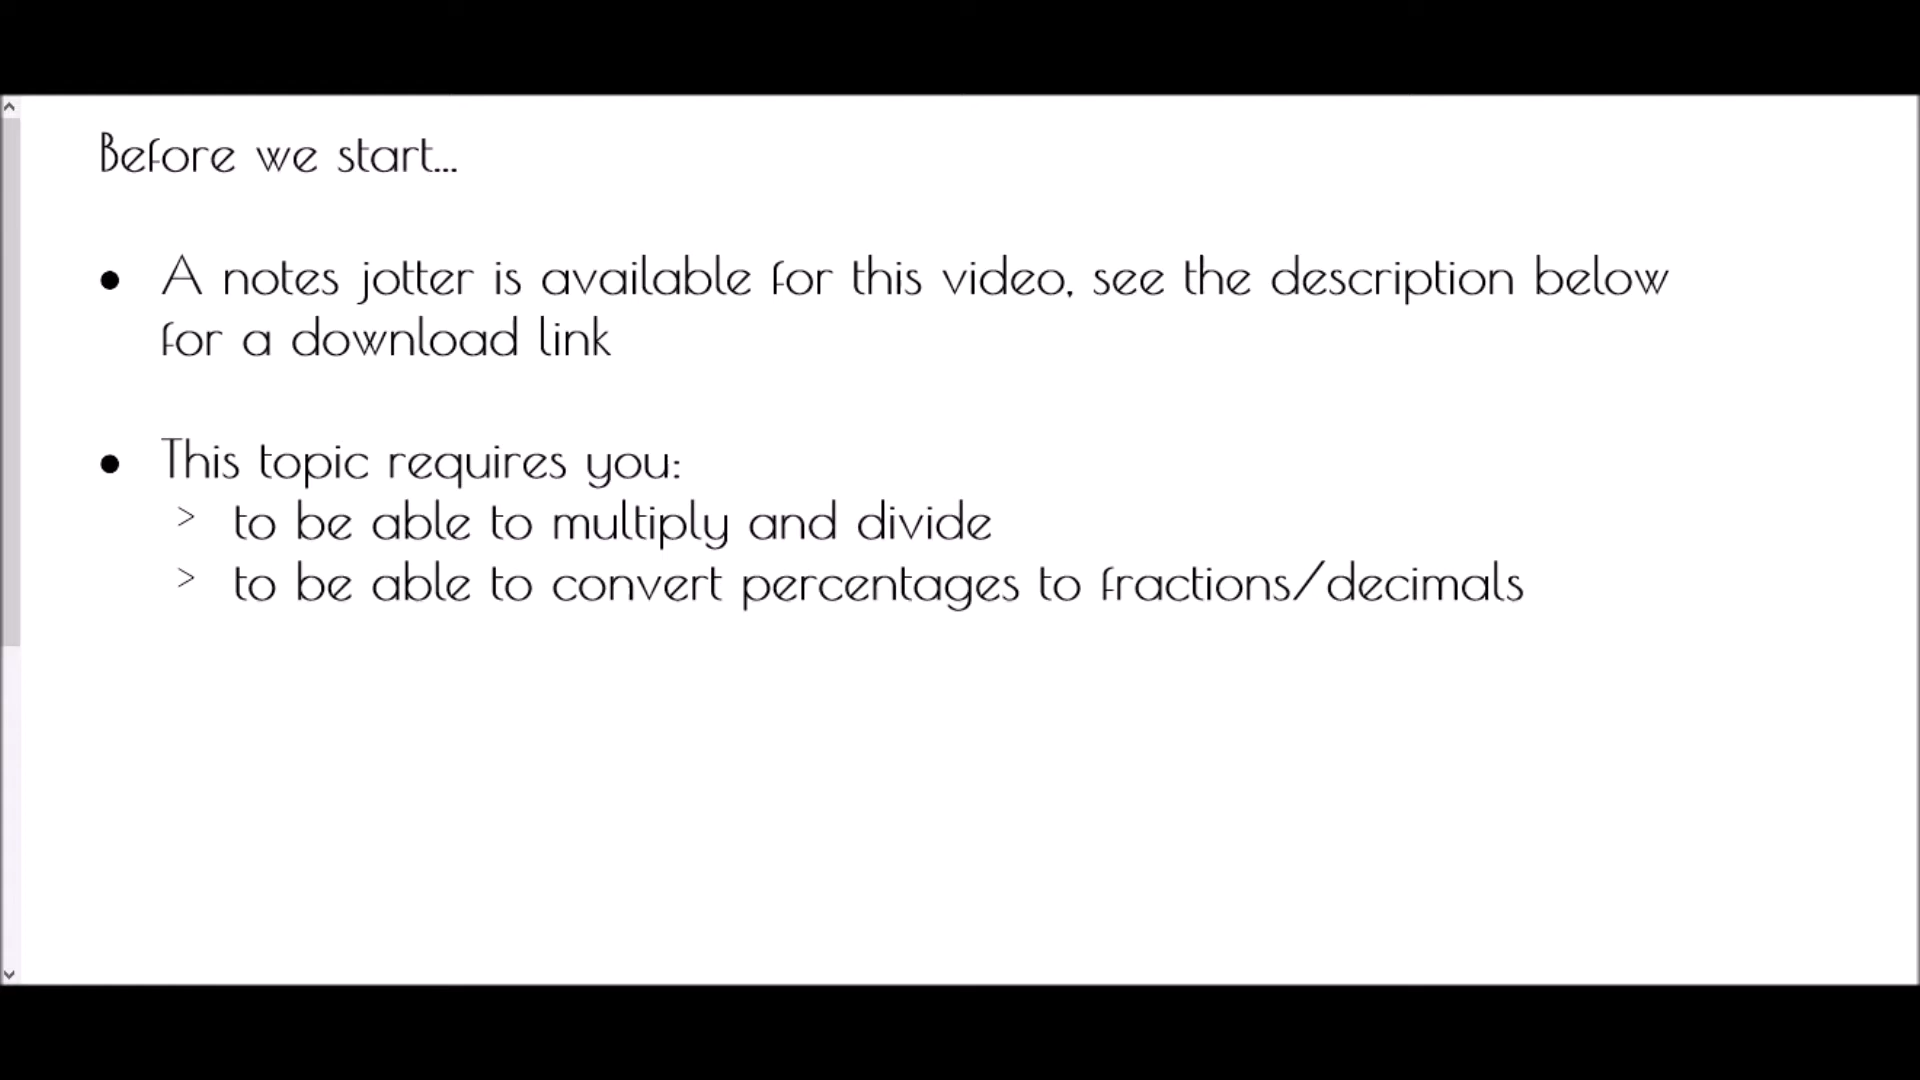 Before we start...
● A notes jotter is available for this video, see the description below
for a download link
● This topic requires you:
> to be able to multiply and divide
> to be able to convert percentages to fractions/decimals